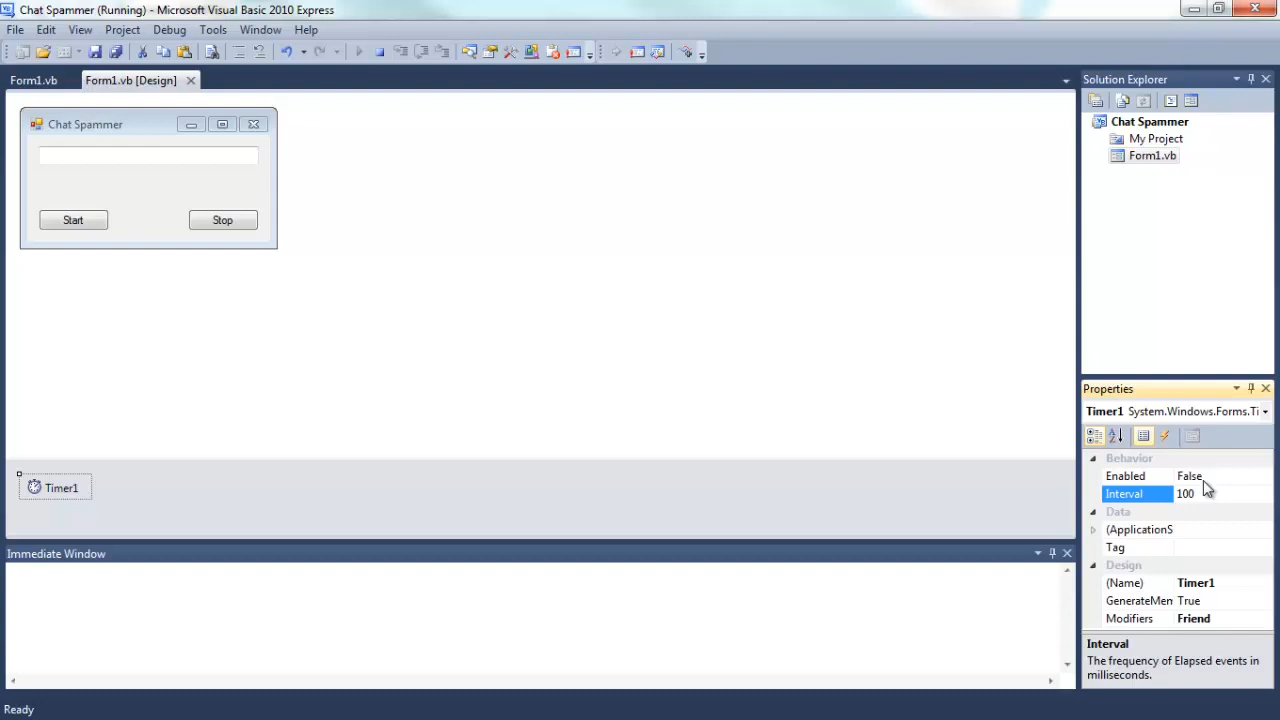 Chat Spammer (Running) - Microsoft Visual Basic 2010 Express
File Edit View Project Debug Tools Window Help
Form1.vb Form1.vb [Design]
Chat Spammer
Start Stop
Timer1
Immediate Window
Solution Explorer
Chat Spammer
My Project
Form1.vb
Properties
Timer1 System.Windows.Forms.Ti
Behavior
Enabled False
Interval 100
Data
(ApplicationS
Tag
Design
(Name) Timer1
GenerateMen True
Modifiers Friend
Interval
The frequency of Elapsed events in
milliseconds.
Ready